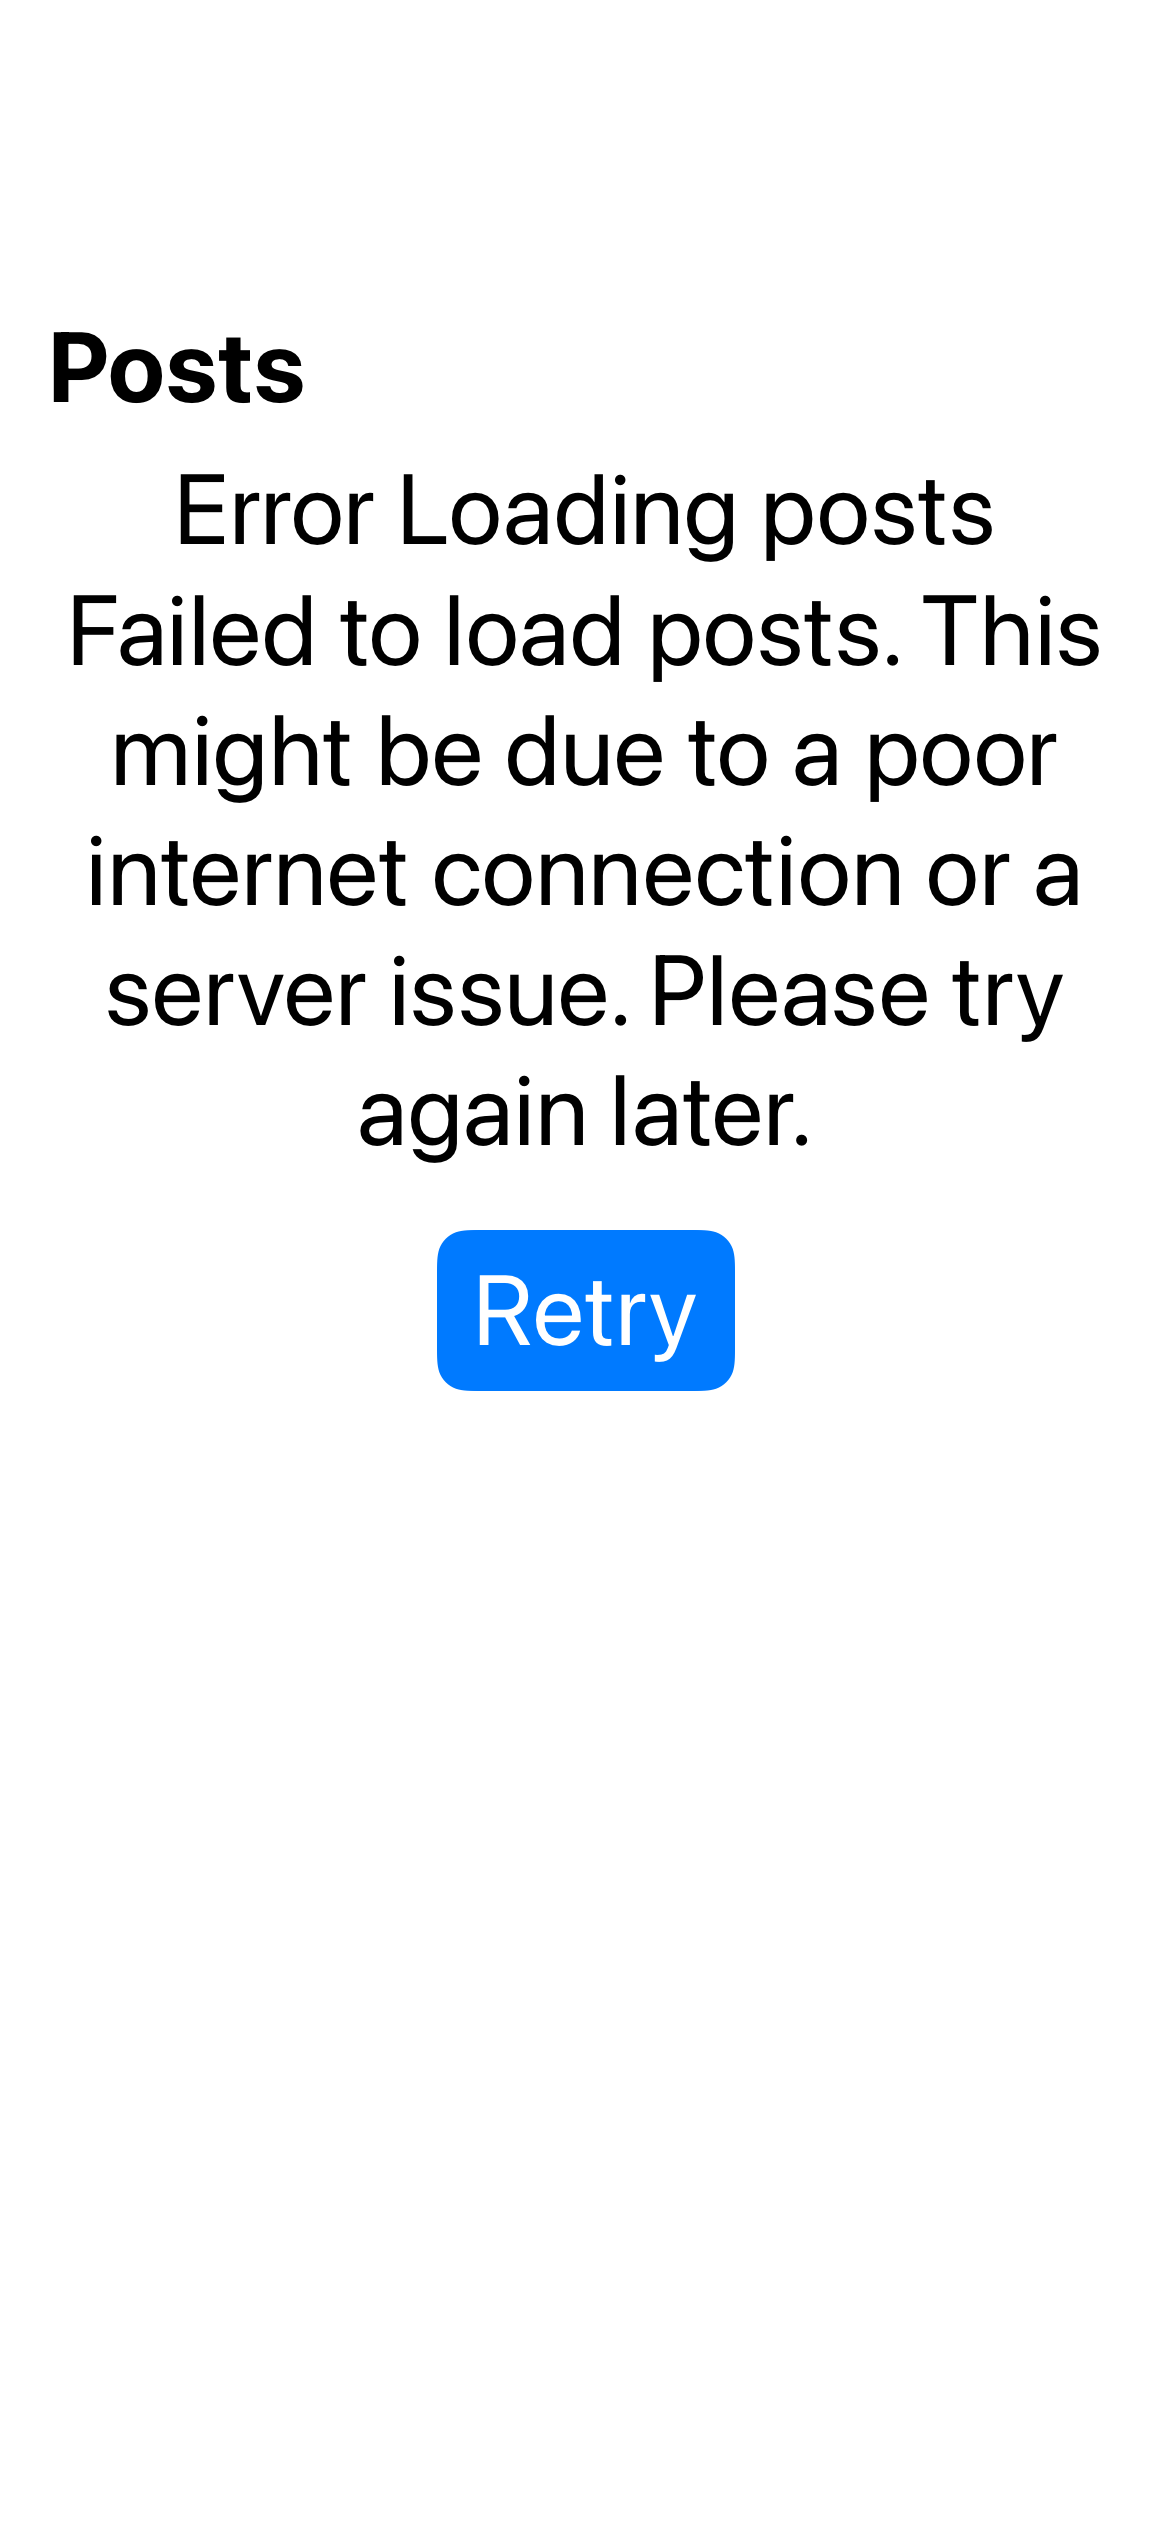 Posts
Error Loading posts
Failed to load posts. This
might be due to a poor
internet connection or a
server issue. Please try
again later.
Retry